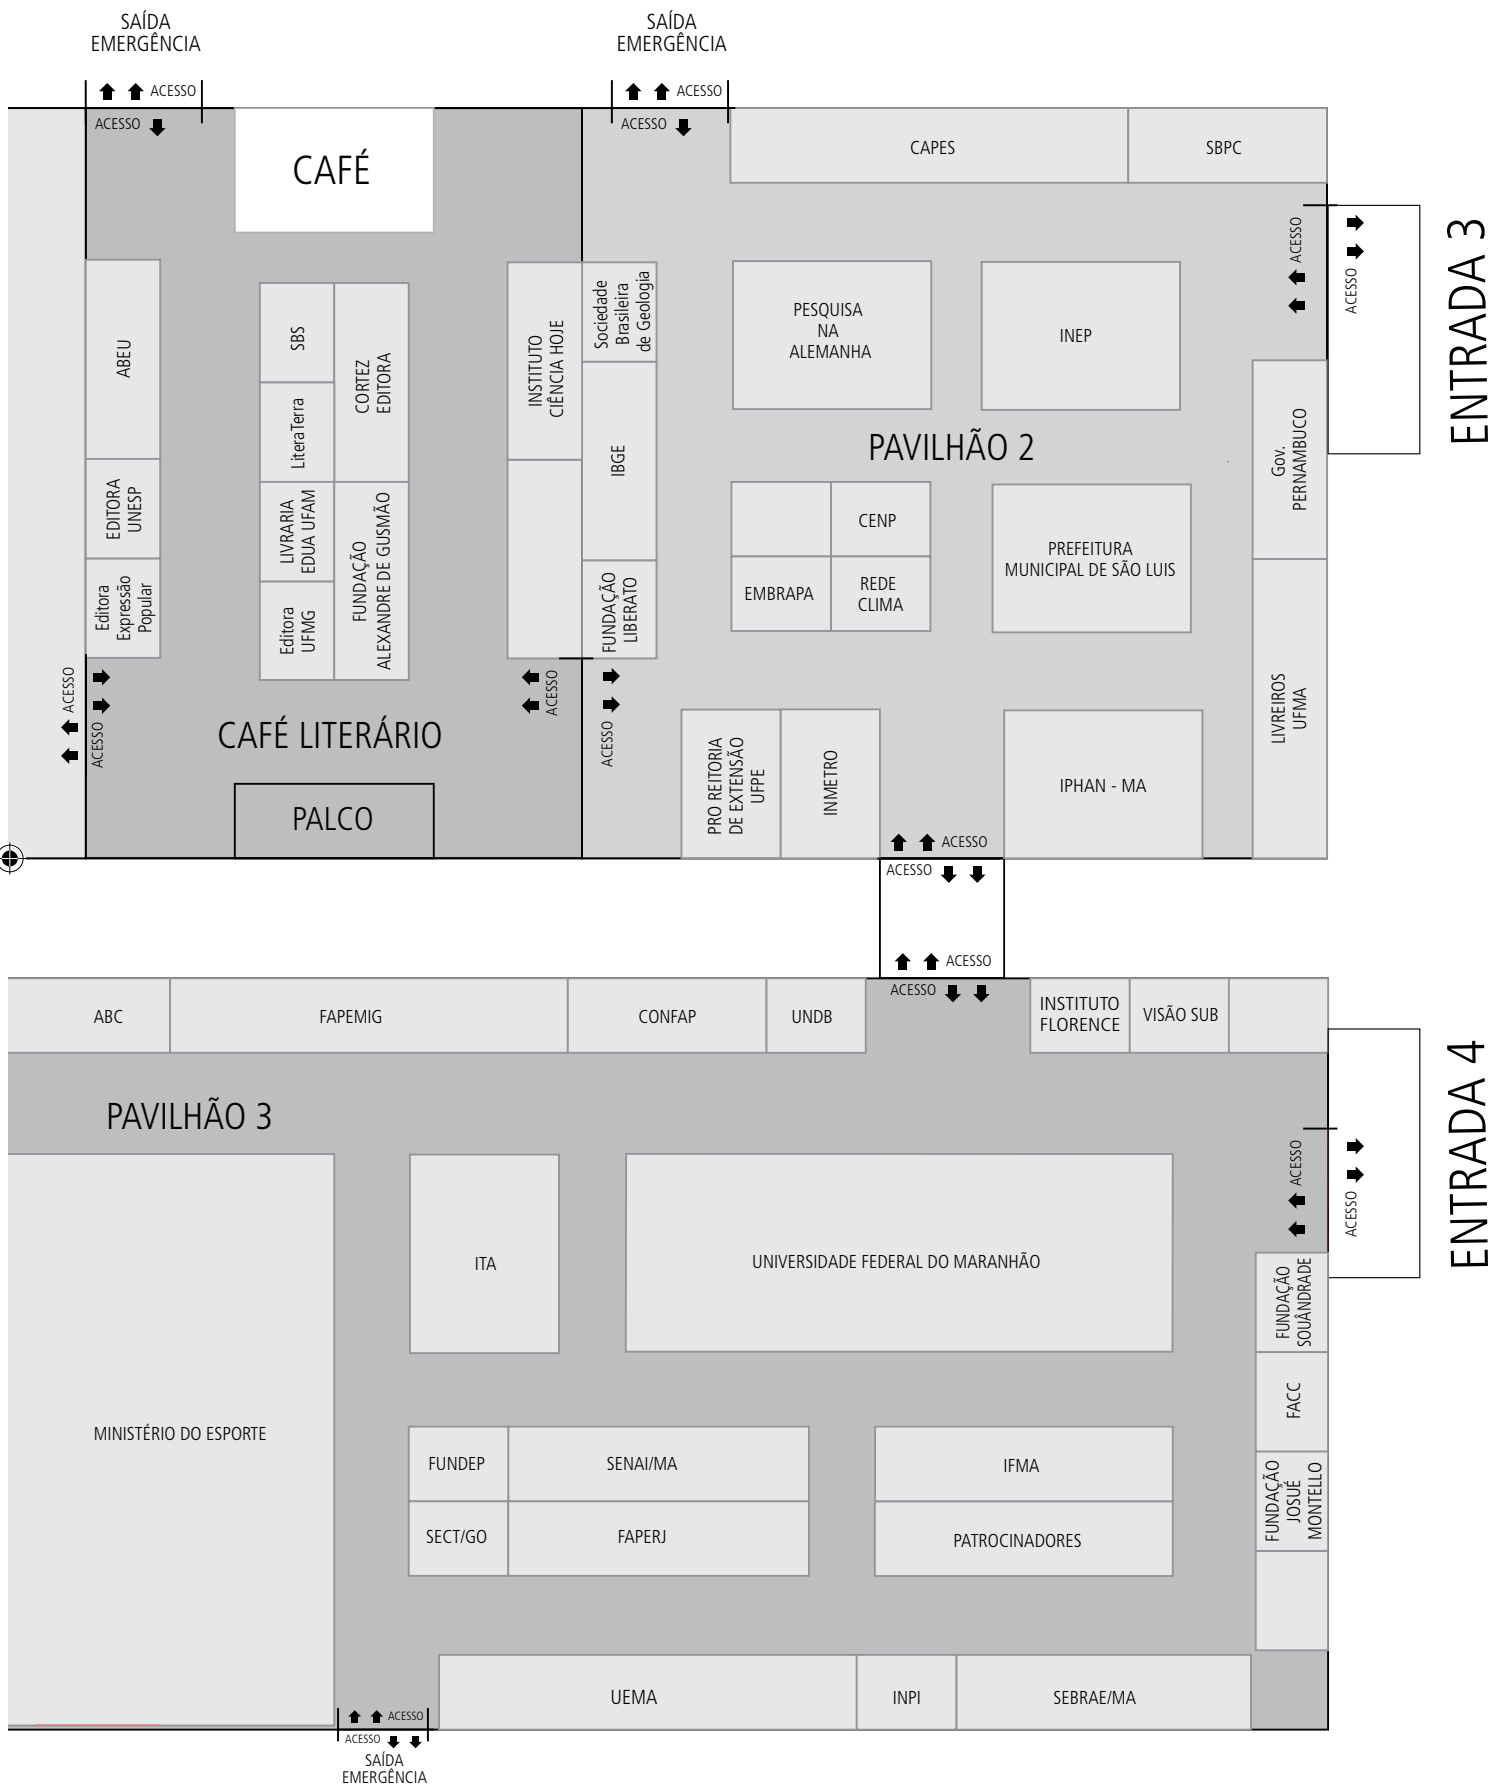 SAÍDA
EMERGÊNCIA
SAÍDA
EMERGÊNCIA
ACESSO
ACESSO
ACESSO
ACESSO
CAFÉ
CAPES
SBPC
ACESSO
ACESSO
ENTRADA 3
ABEU
EDITORA
UNESP
Editora
Expressão
Popular
SBS
LiteraTerra
LIVRARIA
EDUA UFAM
Editora
UFMG
CORTEZ
EDITORA
FUNDAÇÃO
ALEXANDRE DE GUSMÃO
INSTITUTO
CIÊNCIA HOJE
Sociedade
Brasileira
de Geologia
IBGE
FUNDAÇÃO
LIBERATO
PESQUISA
NA
ALEMANHA
INEP
PAVILHÃO 2
Gov.
PERNAMBUCO
CENP
EMBRAPA
REDE
CLIMA
PREFEITURA
MUNICIPAL DE SÃO LUIS
LIVREIROS
UFMA
ACESSO
ACESSO
CAFÉ LITERÁRIO
PALCO
ACESSO
ACESSO
PRO REITORIA
DE EXTENSÃO
UFPE
INMETRO
IPHAN - MA
ACESSO
ACESSO
ACESSO
ACESSO
ABC
FAPEMIG
CONFAP
UNDB
INSTITUTO
FLORENCE
VISÃO SUB
PAVILHÃO 3
ACESSO
ACESSO
ENTRADA 4
ITA
UNIVERSIDADE FEDERAL DO MARANHÃO
FUNDAÇÃO
SOUÂNDRADE
FACC
FUNDAÇÃO
JOSUÉ
MONTELLO
MINISTÉRIO DO ESPORTE
FUNDEP
SENAI/MA
IFMA
SECT/GO
FAPERJ
PATROCINADORES
UEMA
INPI
SEBRAE/MA
ACESSO
ACESSO
SAÍDA
EMERGÊNCIA